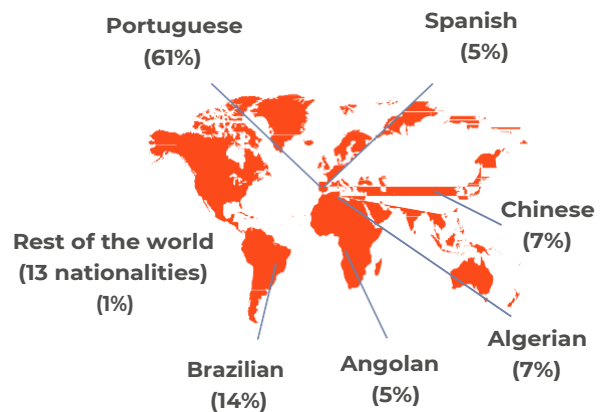 Portuguese
(61%)
Spanish
(5%)
Chinese
(7%)
Rest of the world
(13 nationalities)
(1%)
Algerian
(7%)
Brazilian
(14%)
Angolan
(5%)